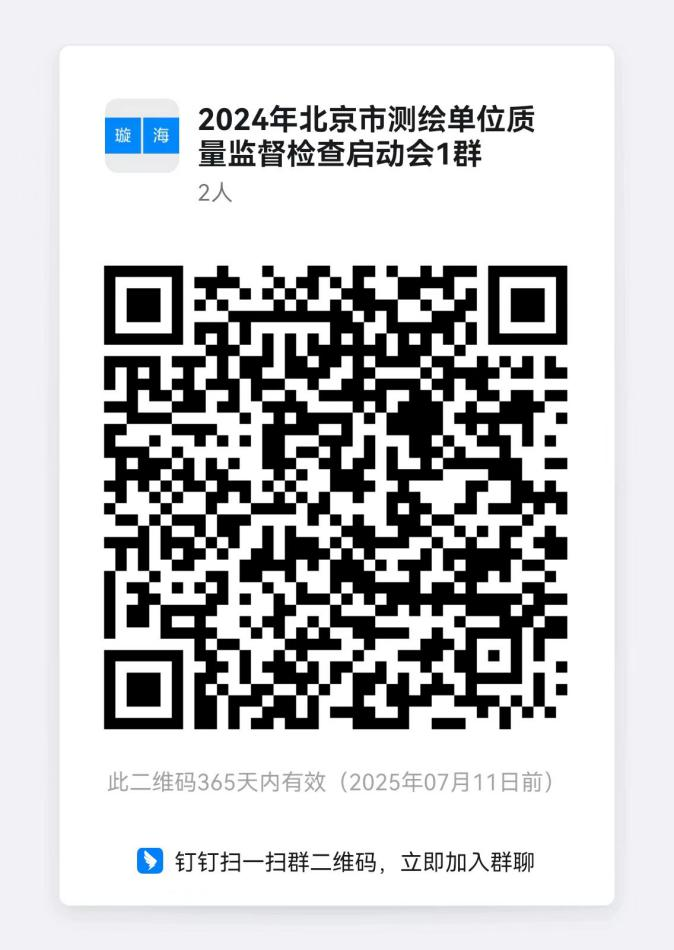 璇 海
2024年北京市测绘单位质
量监督检查启动会1群
2人
此二维码365天内有效（2025年07月11日前）
钉钉扫一扫群二维码，立即加入群聊